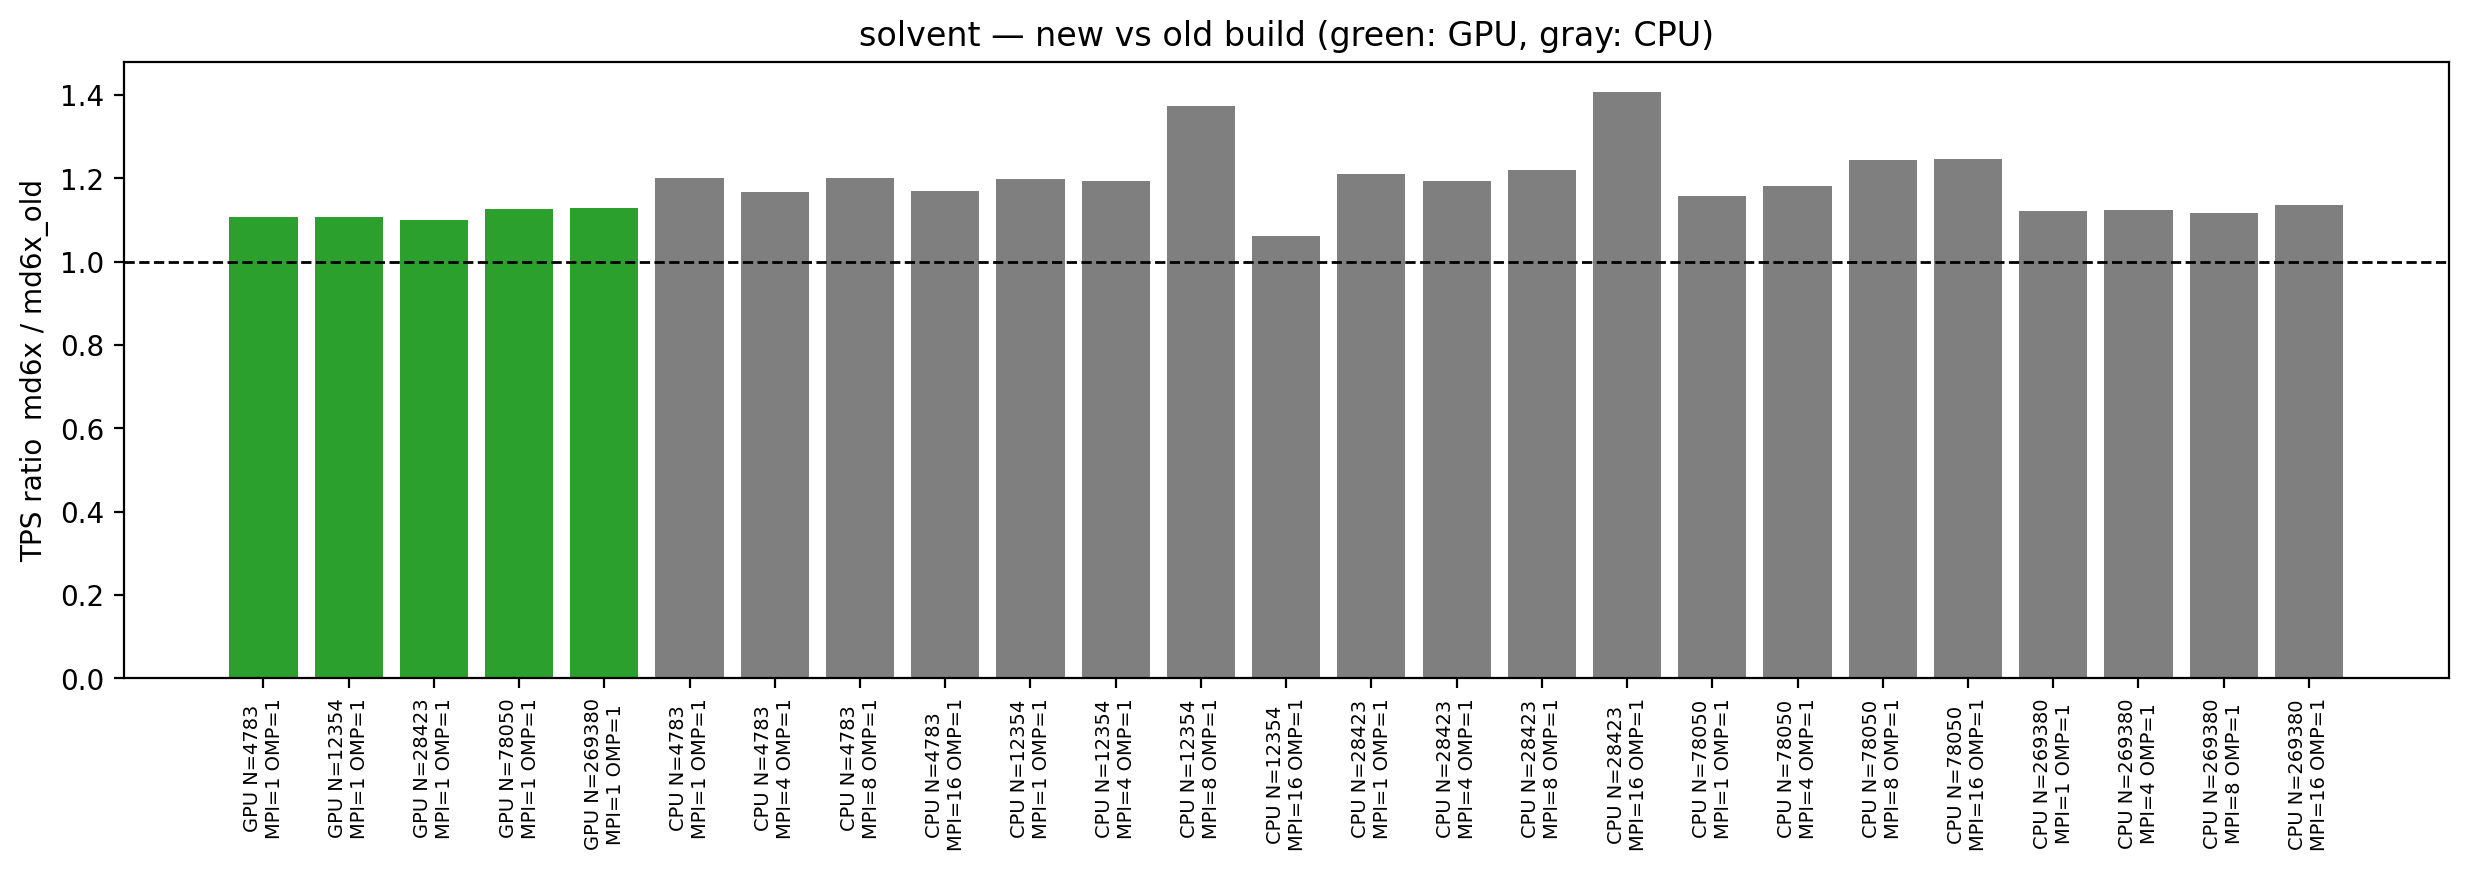 solvent — new vs old build (green: GPU, gray: CPU)
TPS ratio  md6x / md6x_old
1.4
1.2
1.0
0.8
0.6
0.4
0.2
0.0
GPU N=4783
MPI=1 OMP=1
GPU N=12354
MPI=1 OMP=1
GPU N=28423
MPI=1 OMP=1
GPU N=78050
MPI=1 OMP=1
GPU N=269380
MPI=1 OMP=1
CPU N=4783
MPI=1 OMP=1
CPU N=4783
MPI=4 OMP=1
CPU N=4783
MPI=8 OMP=1
CPU N=4783
MPI=16 OMP=1
CPU N=12354
MPI=1 OMP=1
CPU N=12354
MPI=4 OMP=1
CPU N=12354
MPI=8 OMP=1
CPU N=12354
MPI=16 OMP=1
CPU N=28423
MPI=1 OMP=1
CPU N=28423
MPI=4 OMP=1
CPU N=28423
MPI=8 OMP=1
CPU N=28423
MPI=16 OMP=1
CPU N=78050
MPI=1 OMP=1
CPU N=78050
MPI=4 OMP=1
CPU N=78050
MPI=8 OMP=1
CPU N=78050
MPI=16 OMP=1
CPU N=269380
MPI=1 OMP=1
CPU N=269380
MPI=4 OMP=1
CPU N=269380
MPI=8 OMP=1
CPU N=269380
MPI=16 OMP=1